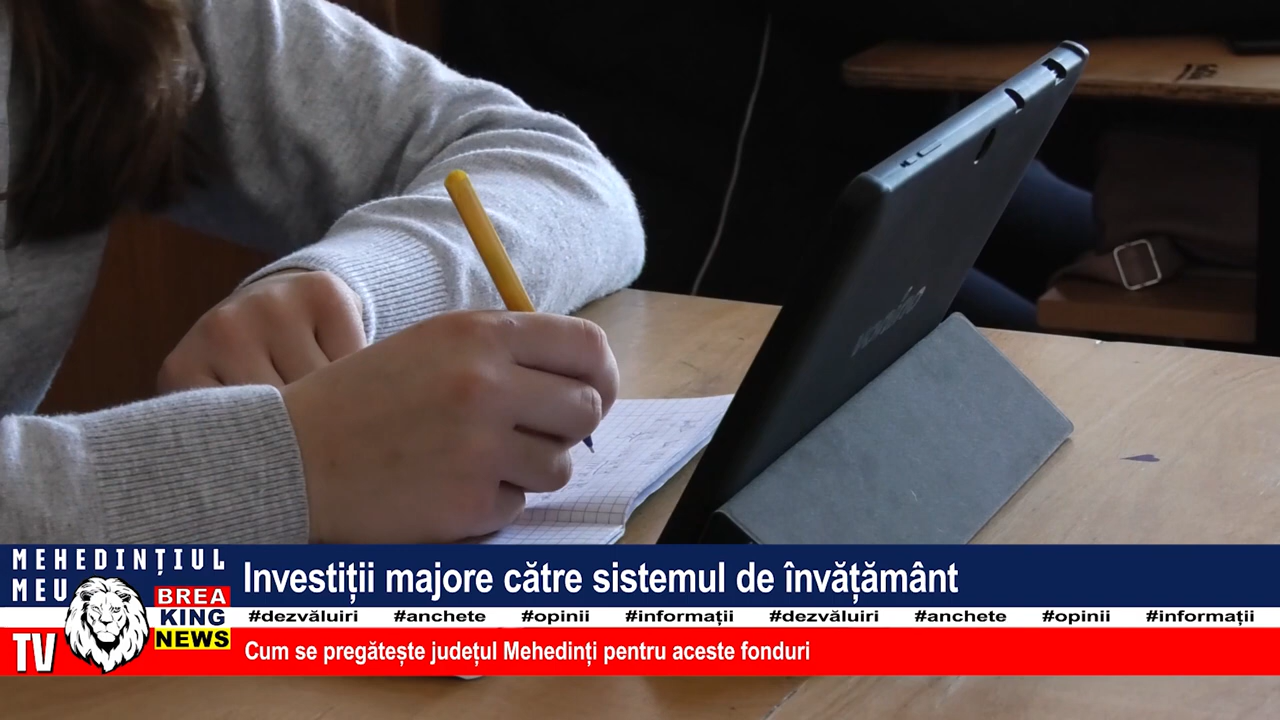 MEHEDINȚIUL
MEU
TV
BREA
KING
NEWS
Investiții majore către sistemul de învățământ
#dezvăluiri #anchete #opinii #informații #dezvăluiri #anchete #opinii #informații
Cum se pregătește județul Mehedinți pentru aceste fonduri